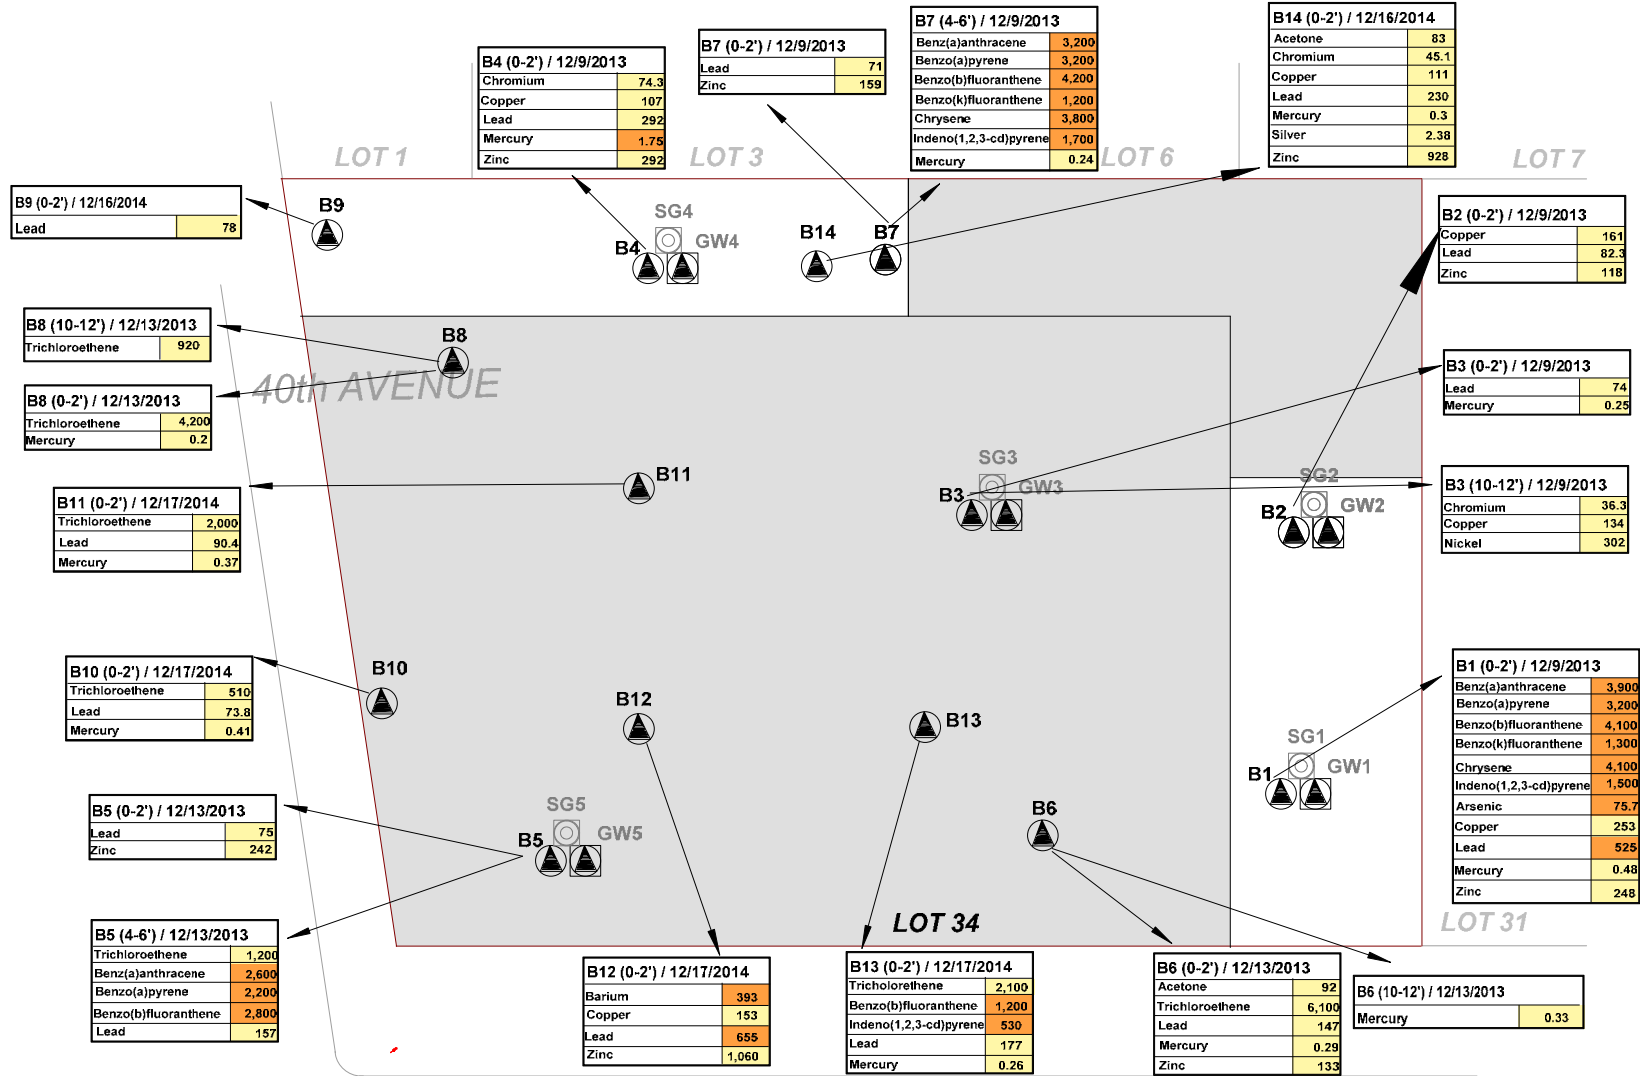 B14 (0-2') / 12/16/2014
Acetone 83
Chromium 45.1
Copper 111
Lead 230
Mercury 0.3
Silver 2.38
Zinc 928
B7 (4-6') / 12/9/2013
Benz(a)anthracene 3,200
Benzo(a)pyrene 3,200
Benzo(b)fluoranthene 4,200
Benzo(k)fluoranthene 1,200
Chrysene 3,800
Indeno(1,2,3-cd)pyrene 1,700
Mercury 0.24
B7 (0-2') / 12/9/2013
Lead 71
Zinc 159
B4 (0-2') / 12/9/2013
Chromium 74.3
Copper 107
Lead 292
Mercury 1.75
Zinc 292
LOT 1
LOT 3
LOT 6
LOT 7
B9 (0-2') / 12/16/2014
Lead 78
B9
SG4
GW4
B4
B14
B7
B2 (0-2') / 12/9/2013
Copper 161
Lead 82.3
Zinc 118
B8 (10-12') / 12/13/2013
Trichloroethene 920
B8
40th AVENUE
B8 (0-2') / 12/13/2013
Trichloroethene 4,200
Mercury 0.2
B3 (0-2') / 12/9/2013
Lead 74
Mercury 0.25
B11
SG3
GW3
B3
SG2
GW2
B2
B3 (10-12') / 12/9/2013
Chromium 36.3
Copper 134
Nickel 302
B11 (0-2') / 12/17/2014
Trichloroethene 2,000
Lead 90.4
Mercury 0.37
B10 (0-2') / 12/17/2014
Trichloroethene 510
Lead 73.8
Mercury 0.41
B10
B12
B13
SG1
GW1
B1
B1 (0-2') / 12/9/2013
Benz(a)anthracene 3,900
Benzo(a)pyrene 3,200
Benzo(b)fluoranthene 4,100
Benzo(k)fluoranthene 1,300
Chrysene 4,100
Indeno(1,2,3-cd)pyrene 1,500
Arsenic 75.7
Copper 253
Lead 525
Mercury 0.48
Zinc 248
B5 (0-2') / 12/13/2013
Lead 75
Zinc 242
SG5
GW5
B5
B6
LOT 34
LOT 31
B5 (4-6') / 12/13/2013
Trichloroethene 1,200
Benz(a)anthracene 2,600
Benzo(a)pyrene 2,200
Benzo(b)fluoranthene 2,800
Lead 157
B12 (0-2') / 12/17/2014
Barium 393
Copper 153
Lead 655
Zinc 1,060
B13 (0-2') / 12/17/2014
Tricholorethene 2,100
Benzo(b)fluoranthene 1,200
Indeno(1,2,3-cd)pyrene 530
Lead 177
Mercury 0.26
B6 (0-2') / 12/13/2013
Acetone 92
Trichloroethene 6,100
Lead 147
Mercury 0.29
Zinc 133
B6 (10-12') / 12/13/2013
Mercury 0.33